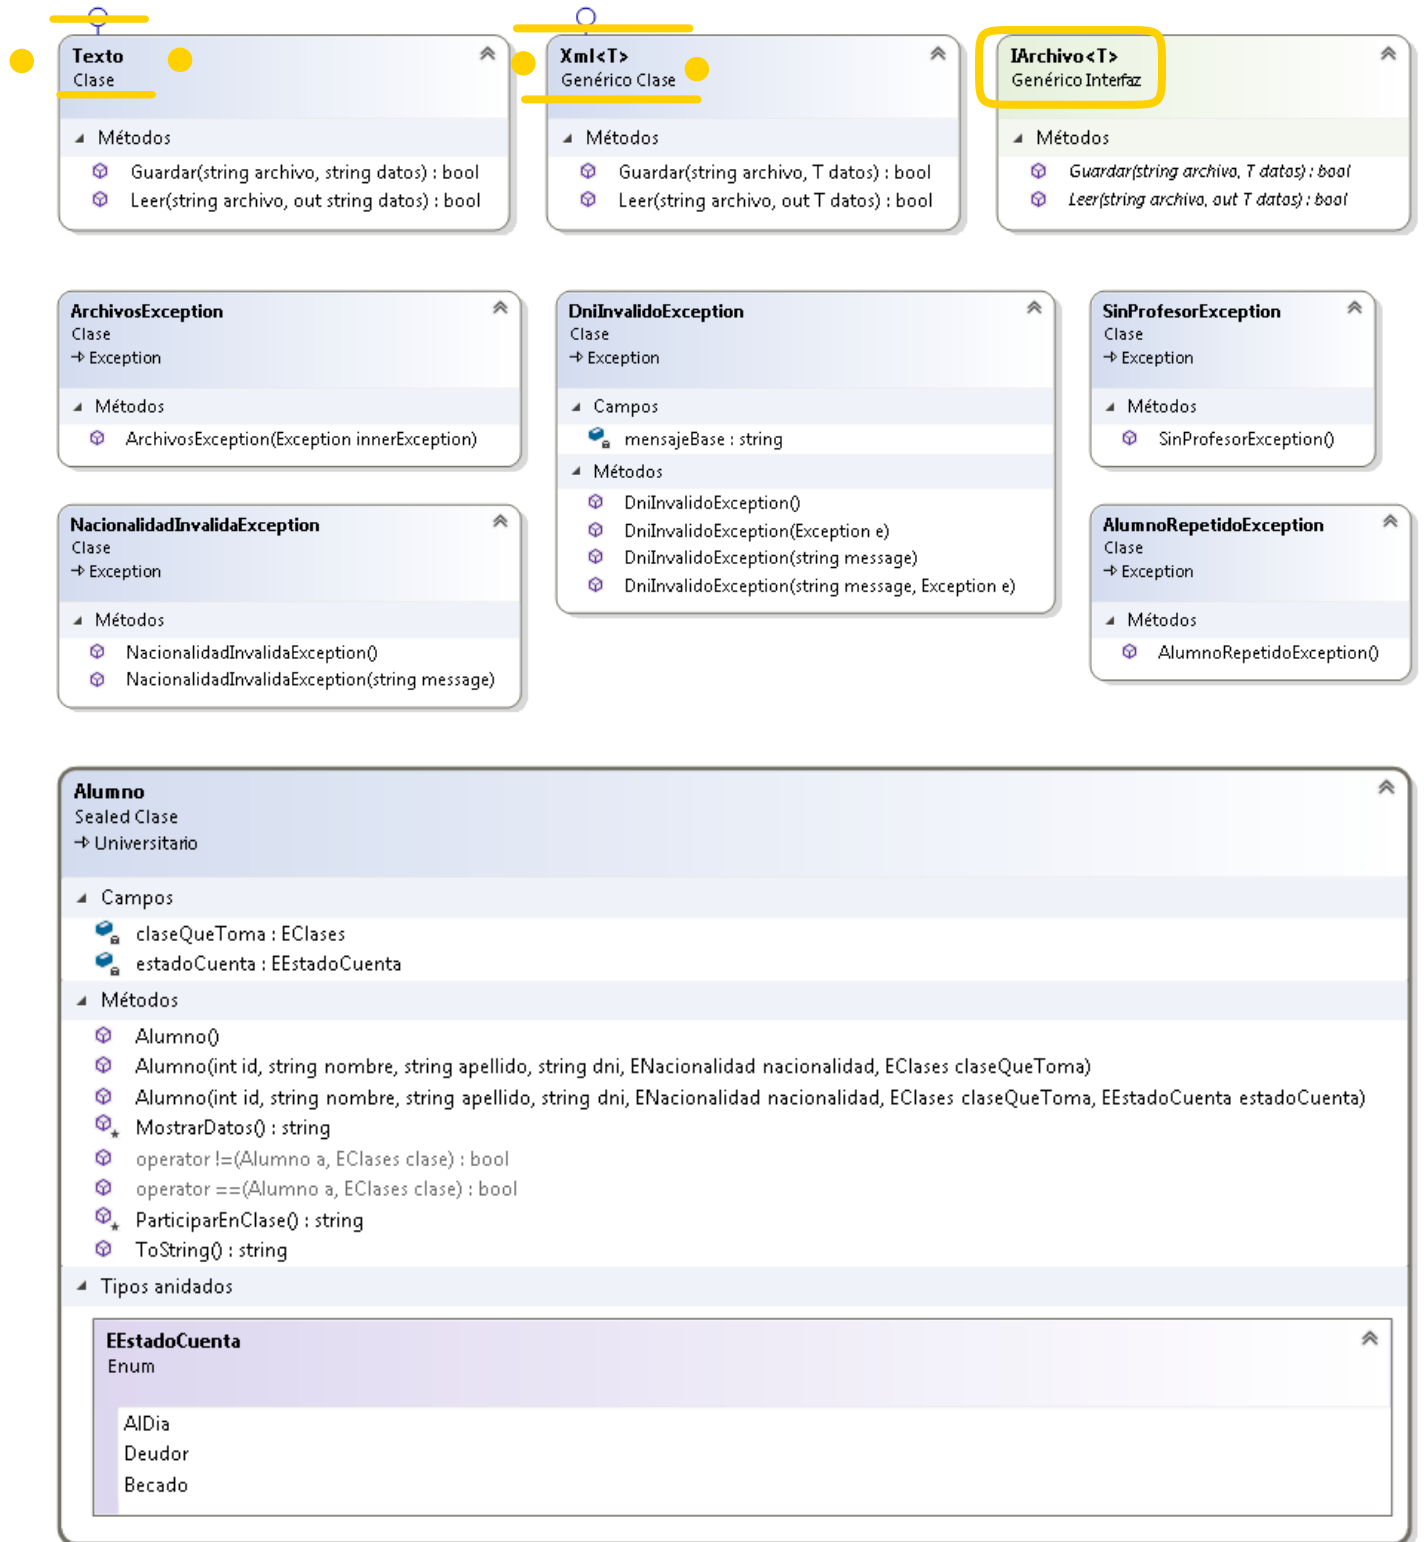 Texto
Clase
Métodos
Guardar(string archivo, string datos) : bool
Leer(string archivo, out string datos) : bool
Xml<T>
Genérico Clase
Métodos
Guardar(string archivo, T datos) : bool
Leer(string archivo, out T datos) : bool
IArchivo<T>
Genérico Interfaz
Métodos
Guardar(string archivo, T datos) : bool
Leer(string archivo, out T datos) : bool
ArchivosException
Clase
Exception
Métodos
ArchivosException(Exception innerException)
DniInvalidoException
Clase
Exception
Campos
mensajeBase : string
Métodos
DniInvalidoException()
DniInvalidoException(Exception e)
DniInvalidoException(string message)
DniInvalidoException(string message, Exception e)
SinProfesorException
Clase
Exception
Métodos
SinProfesorException()
NacionalidadInvalidaException
Clase
Exception
Métodos
NacionalidadInvalidaException()
NacionalidadInvalidaException(string message)
AlumnoRepetidoException
Clase
Exception
Métodos
AlumnoRepetidoException()
Alumno
Sealed Clase
Universitario
Campos
claseQueToma : EClases
estadoCuenta : EEstadoCuenta
Métodos
Alumno()
Alumno(int id, string nombre, string apellido, string dni, ENacionalidad nacionalidad, EClases claseQueToma)
Alumno(int id, string nombre, string apellido, string dni, ENacionalidad nacionalidad, EClases claseQueToma, EEstadoCuenta estadoCuenta)
MostrarDatos() : string
operator !=(Alumno a, EClases clase) : bool
operator ==(Alumno a, EClases clase) : bool
ParticiparEnClase() : string
ToString() : string
Tipos anidados
EEstadoCuenta
Enum
AlDia
Deudor
Becado